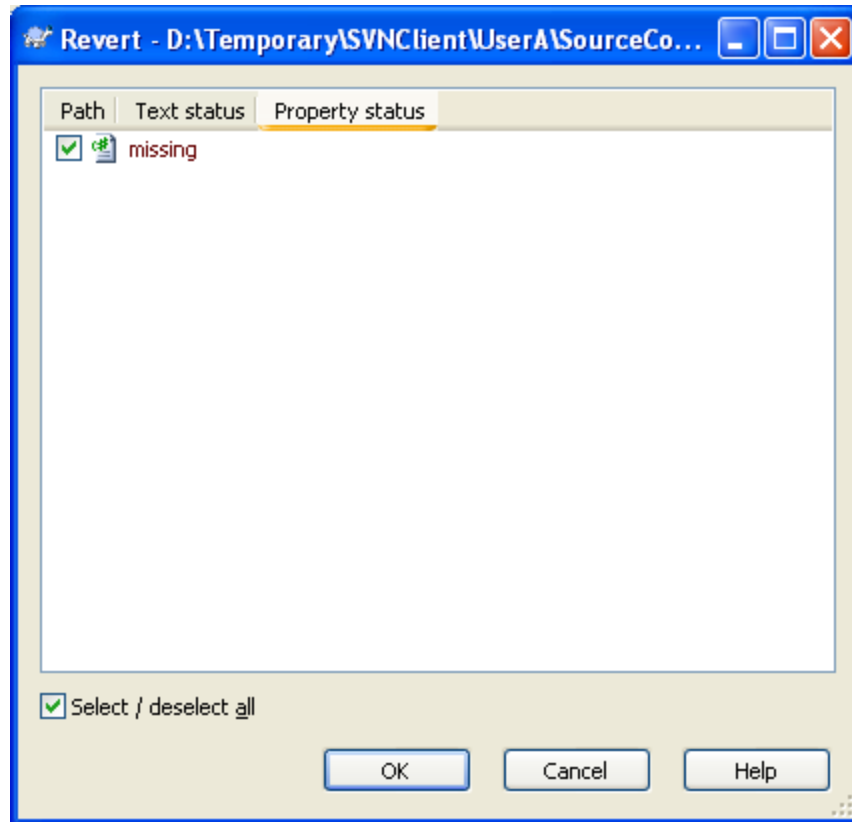 Revert - D:\Temporary\SVNClient\UserA\SourceCo...
Path Text status Property status
missing
Select / deselect all
OK Cancel Help